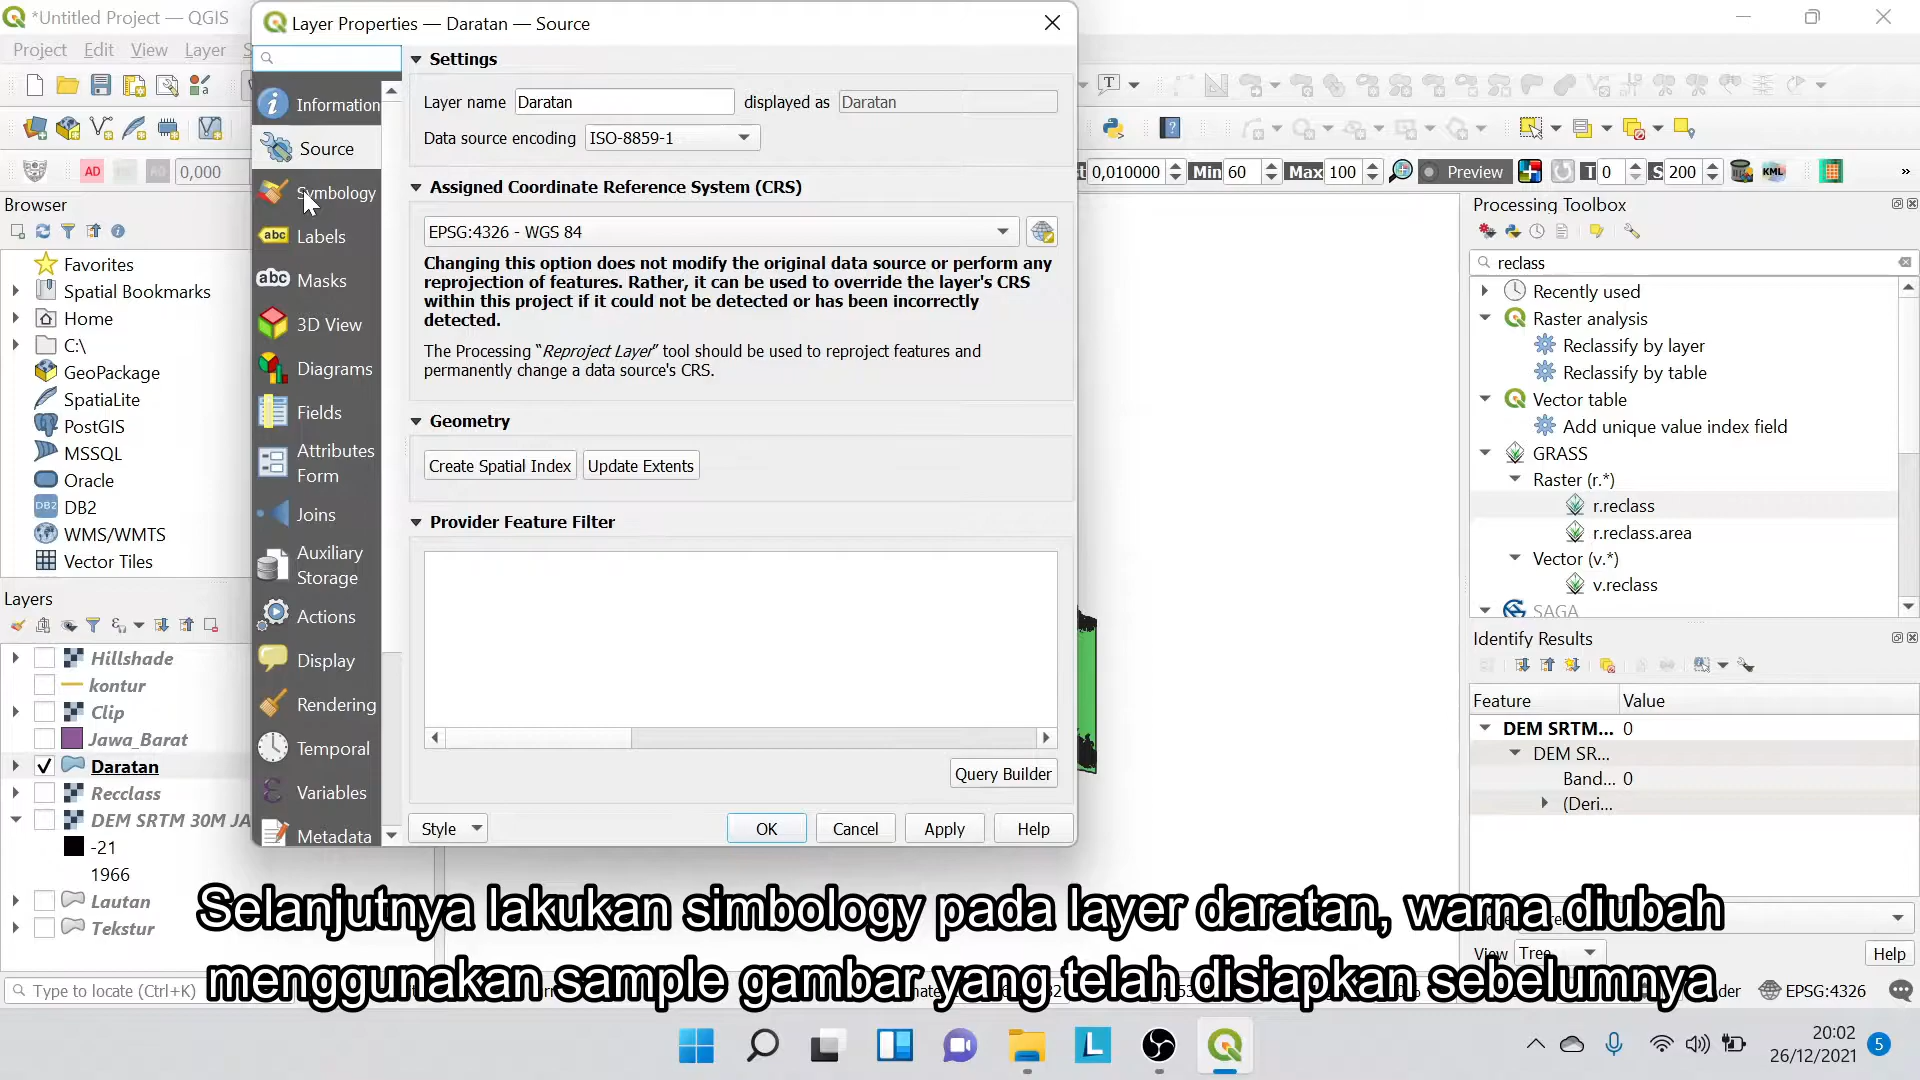 *Untitled Project — QGIS
Project Edit View Layer
Layer Properties — Daratan — Source
Information
Source
Symbology
Labels
Masks
3D View
Diagrams
Fields
Attributes
Form
Joins
Auxiliary
Storage
Actions
Display
Rendering
Temporal
Variables
Metadata
Settings
Layer name Daratan displayed as Daratan
Data source encoding ISO-8859-1
Assigned Coordinate Reference System (CRS)
EPSG:4326 - WGS 84
Changing this option does not modify the original data source or perform any
reprojection of features. Rather, it can be used to override the layer's CRS
within this project if it could not be detected or has been incorrectly
detected.
The Processing “Reproject Layer” tool should be used to reproject features and
permanently change a data source's CRS.
Geometry
Create Spatial Index Update Extents
Provider Feature Filter
Query Builder
Style OK Cancel Apply Help
AD 0,000
0,010000 Min 60 Max 100 Preview T 0 S 200 KML »
Browser
Favorites
Spatial Bookmarks
Home
C:\
GeoPackage
SpatiaLite
PostGIS
MSSQL
Oracle
DB2
WMS/WMTS
Vector Tiles
Layers
Hillshade
kontur
Clip
Jawa_Barat
Daratan
Recclass
DEM SRTM 30M JA
-21
1966
Lautan
Tekstur
Processing Toolbox
reclass
Recently used
Raster analysis
Reclassify by layer
Reclassify by table
Vector table
Add unique value index field
GRASS
Raster (r.*)
r.reclass
r.reclass.area
Vector (v.*)
v.reclass
SAGA
Identify Results
Feature Value
DEM SRTM... 0
DEM SR...
Band... 0
(Deri...
View Tree Help
Selanjutnya lakukan simbology pada layer daratan, warna diubah
menggunakan sample gambar yang telah disiapkan sebelumnya
Type to locate (Ctrl+K)
EPSG:4326
20:02
26/12/2021
5